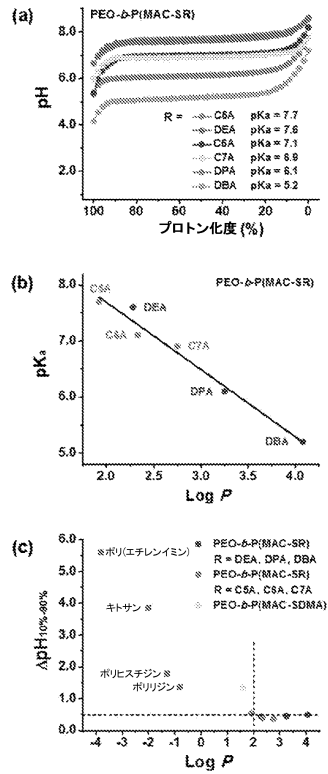 (a) PEO-b-P(MAC-SR)
8.0
6.0
4.0
2.0
pH
R =
C5A pKa = 7.7
DEA pKa = 7.6
C6A pKa = 7.1
C7A pKa = 6.9
DPA pKa = 6.1
DBA pKa = 5.2
100 80 60 40 20 0
プロトン化度 (%)
(b) PEO-b-P(MAC-SR)
8.0
7.0
6.0
5.0
pKa
C5A
DEA
C6A
C7A
DPA
DBA
2.0 2.5 3.0 3.5 4.0
Log P
(c)
6.0
5.0
4.0
3.0
2.0
1.0
0.0
ΔpH10%-90%
ポリ(エチレンイミン)
キトサン
ポリヒスチジン
ポリリジン
PEO-b-P(MAC-SR)
R = DEA, DPA, DBA
PEO-b-P(MAC-SR)
R = C5A, C6A, C7A
PEO-b-P(MAC-SDMA)
-4 -3 -2 -1 0 1 2 3 4
Log P